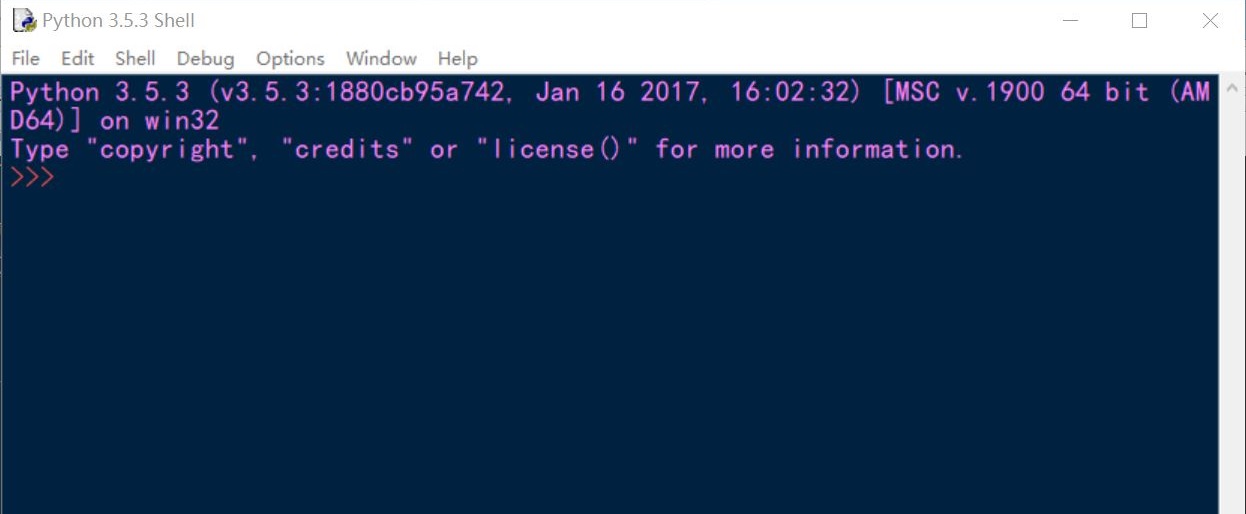 Python 3.5.3 Shell
File Edit Shell Debug Options Window Help
Python 3.5.3 (v3.5.3:1880cb95a742, Jan 16 2017, 16:02:32) [MSC v.1900 64 bit (AM
D64)] on win32
Type "copyright", "credits" or "license()" for more information.
>>>